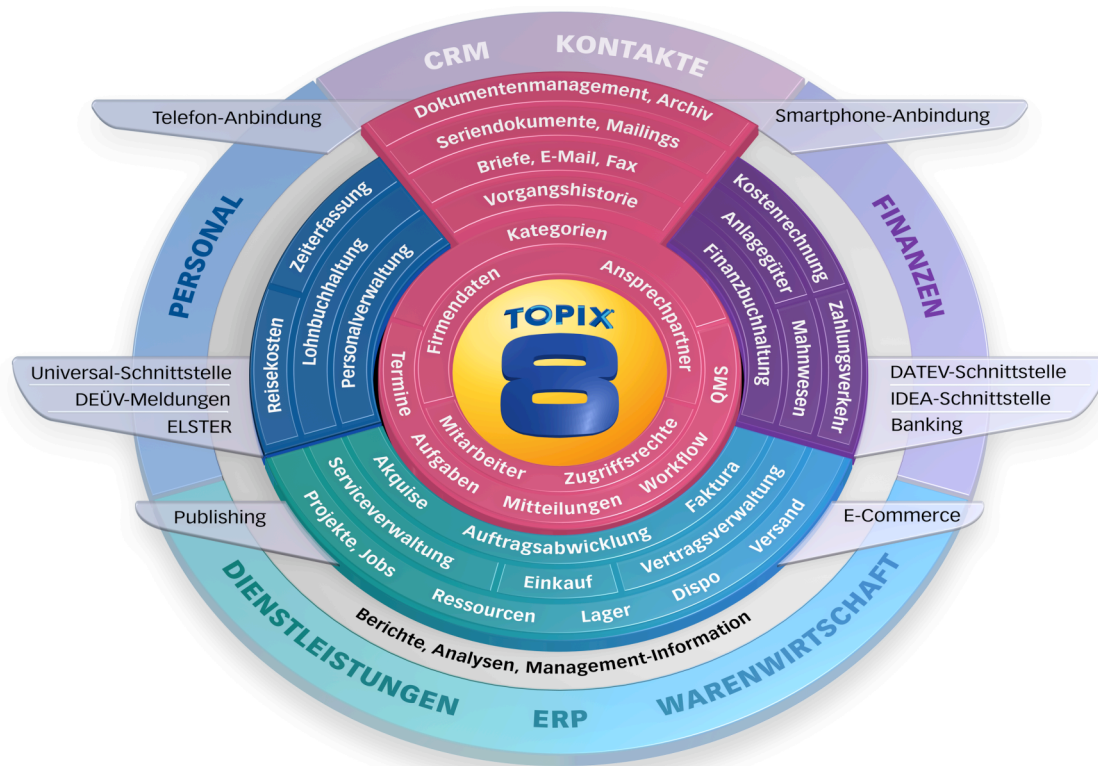 CRM KONTAKTE
Dokumentenmanagement, Archiv
Seriendokumente, Mailings
Briefe, E-Mail, Fax
Vorgangshistorie
Kategorien
Telefon-Anbindung
Smartphone-Anbindung
PERSONAL
Zeiterfassung
Reisekosten
Lohnbuchhaltung
Personalverwaltung
Universal-Schnittstelle
DEÜV-Meldungen
ELSTER
FINANZEN
Kostenrechnung
Zahlungsverkehr
Anlagegüter
Mahnwesen
Finanzbuchhaltung
DATEV-Schnittstelle
IDEA-Schnittstelle
Banking
Firmendaten
Ansprechpartner
TOPIX
8
Termine
QMS
Mitarbeiter
Zugriffsrechte
Aufgaben
Mitteilungen
Workflow
Akquise
Auftragsabwicklung
Faktura
Serviceverwaltung
Einkauf
Vertragsverwaltung
Projekte, Jobs
Ressourcen
Lager
Dispo
Versand
Publishing
E-Commerce
Berichte, Analysen, Management-Information
DIENSTLEISTUNGEN
ERP
WARENWIRTSCHAFT